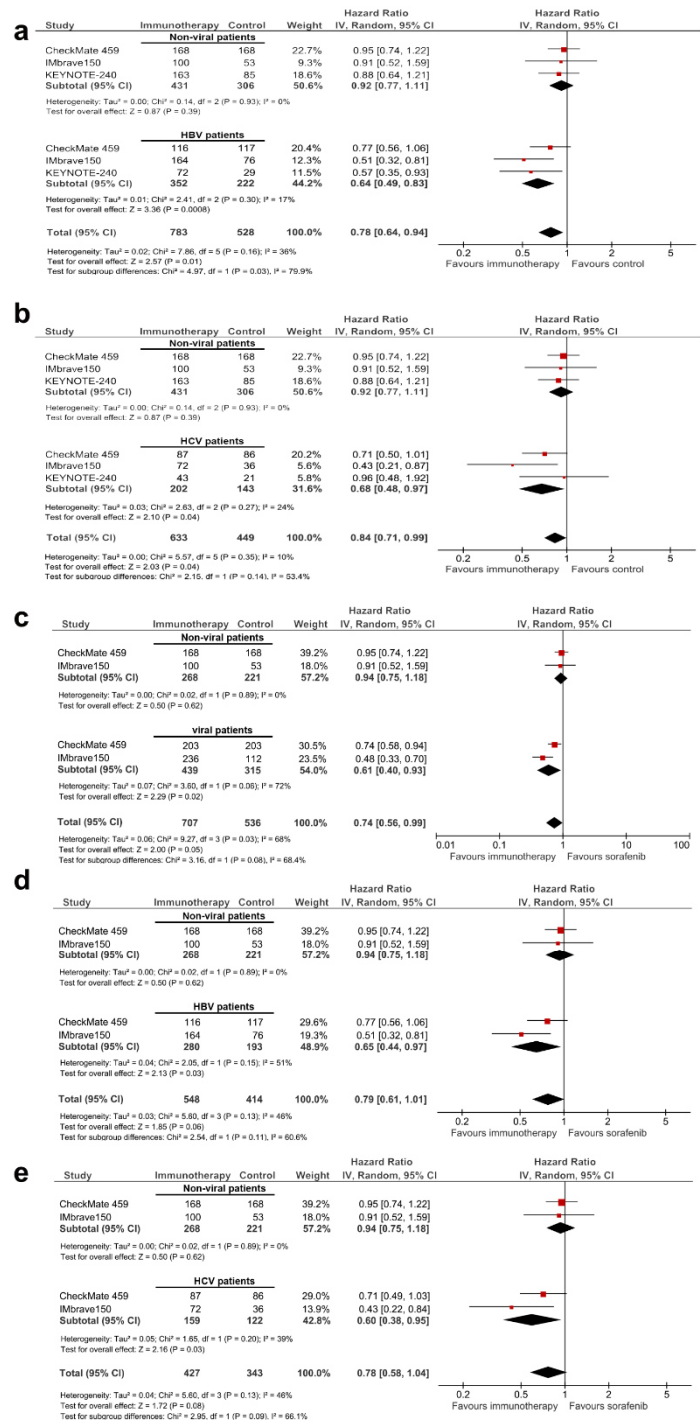 a
Hazard Ratio Hazard Ratio
Study Immunotherapy Control Weight IV, Random, 95% CI IV, Random, 95% CI
Non-viral patients
CheckMate 459 168 168 22.7% 0.95 [0.74, 1.22]
IMbrave150 100 53 9.3% 0.91 [0.52, 1.59]
KEYNOTE-240 163 85 18.6% 0.88 [0.64, 1.21]
Subtotal (95% CI) 431 306 50.6% 0.92 [0.77, 1.11]
Heterogeneity: Tau² = 0.00; Chi² = 0.14, df = 2 (P = 0.93); I² = 0%
Test for overall effect: Z = 0.87 (P = 0.39)
HBV patients
CheckMate 459 116 117 20.4% 0.77 [0.56, 1.06]
IMbrave150 164 76 12.3% 0.51 [0.32, 0.81]
KEYNOTE-240 72 29 11.5% 0.57 [0.35, 0.93]
Subtotal (95% CI) 352 222 44.2% 0.64 [0.49, 0.83]
Heterogeneity: Tau² = 0.01; Chi² = 2.41, df = 2 (P = 0.30); I² = 17%
Test for overall effect: Z = 3.36 (P = 0.0008)
Total (95% CI) 783 528 100.0% 0.78 [0.64, 0.94]
Heterogeneity: Tau² = 0.02; Chi² = 7.86, df = 5 (P = 0.16); I² = 36%
Test for overall effect: Z = 2.57 (P = 0.01)
Test for subgroup differences: Chi² = 4.97, df = 1 (P = 0.03), I² = 79.9%
0.2 0.5 1 2 5
Favours immunotherapy Favours control
b
Hazard Ratio Hazard Ratio
Study Immunotherapy Control Weight IV, Random, 95% CI IV, Random, 95% CI
Non-viral patients
CheckMate 459 168 168 22.7% 0.95 [0.74, 1.22]
IMbrave150 100 53 9.3% 0.91 [0.52, 1.59]
KEYNOTE-240 163 85 18.6% 0.88 [0.64, 1.21]
Subtotal (95% CI) 431 306 50.6% 0.92 [0.77, 1.11]
Heterogeneity: Tau² = 0.00; Chi² = 0.14, df = 2 (P = 0.93); I² = 0%
Test for overall effect: Z = 0.87 (P = 0.39)
HCV patients
CheckMate 459 87 86 20.2% 0.71 [0.50, 1.01]
IMbrave150 72 36 5.6% 0.43 [0.21, 0.87]
KEYNOTE-240 43 21 5.8% 0.96 [0.48, 1.92]
Subtotal (95% CI) 202 143 31.6% 0.68 [0.48, 0.97]
Heterogeneity: Tau² = 0.03; Chi² = 2.63, df = 2 (P = 0.27); I² = 24%
Test for overall effect: Z = 2.10 (P = 0.04)
Total (95% CI) 633 449 100.0% 0.84 [0.71, 0.99]
Heterogeneity: Tau² = 0.00; Chi² = 5.57, df = 5 (P = 0.35); I² = 10%
Test for overall effect: Z = 2.03 (P = 0.04)
Test for subgroup differences: Chi² = 2.15, df = 1 (P = 0.14), I² = 53.4%
0.2 0.5 1 2 5
Favours immunotherapy Favours control
c
Hazard Ratio Hazard Ratio
Study Immunotherapy Control Weight IV, Random, 95% CI IV, Random, 95% CI
Non-viral patients
CheckMate 459 168 168 39.2% 0.95 [0.74, 1.22]
IMbrave150 100 53 18.0% 0.91 [0.52, 1.59]
Subtotal (95% CI) 268 221 57.2% 0.94 [0.75, 1.18]
Heterogeneity: Tau² = 0.00; Chi² = 0.02, df = 1 (P = 0.89); I² = 0%
Test for overall effect: Z = 0.50 (P = 0.62)
viral patients
CheckMate 459 203 203 30.5% 0.74 [0.58, 0.94]
IMbrave150 236 112 23.5% 0.48 [0.33, 0.70]
Subtotal (95% CI) 439 315 54.0% 0.61 [0.40, 0.93]
Heterogeneity: Tau² = 0.07; Chi² = 3.60, df = 1 (P = 0.06); I² = 72%
Test for overall effect: Z = 2.29 (P = 0.02)
Total (95% CI) 707 536 100.0% 0.74 [0.56, 0.99]
Heterogeneity: Tau² = 0.06; Chi² = 9.27, df = 3 (P = 0.03); I² = 68%
Test for overall effect: Z = 2.00 (P = 0.05)
Test for subgroup differences: Chi² = 3.16, df = 1 (P = 0.08), I² = 68.4%
0.01 0.1 1 10 100
Favours immunotherapy Favours sorafenib
d
Hazard Ratio Hazard Ratio
Study Immunotherapy Control Weight IV, Random, 95% CI IV, Random, 95% CI
Non-viral patients
CheckMate 459 168 168 39.2% 0.95 [0.74, 1.22]
IMbrave150 100 53 18.0% 0.91 [0.52, 1.59]
Subtotal (95% CI) 268 221 57.2% 0.94 [0.75, 1.18]
Heterogeneity: Tau² = 0.00; Chi² = 0.02, df = 1 (P = 0.89); I² = 0%
Test for overall effect: Z = 0.50 (P = 0.62)
HBV patients
CheckMate 459 116 117 29.6% 0.77 [0.56, 1.06]
IMbrave150 164 76 19.3% 0.51 [0.32, 0.81]
Subtotal (95% CI) 280 193 48.9% 0.65 [0.44, 0.97]
Heterogeneity: Tau² = 0.04; Chi² = 2.05, df = 1 (P = 0.15); I² = 51%
Test for overall effect: Z = 2.13 (P = 0.03)
Total (95% CI) 548 414 100.0% 0.79 [0.61, 1.01]
Heterogeneity: Tau² = 0.03; Chi² = 5.60, df = 3 (P = 0.13); I² = 46%
Test for overall effect: Z = 1.85 (P = 0.06)
Test for subgroup differences: Chi² = 2.54, df = 1 (P = 0.11), I² = 60.6%
0.2 0.5 1 2 5
Favours immunotherapy Favours sorafenib
e
Hazard Ratio Hazard Ratio
Study Immunotherapy Control Weight IV, Random, 95% CI IV, Random, 95% CI
Non-viral patients
CheckMate 459 168 168 39.2% 0.95 [0.74, 1.22]
IMbrave150 100 53 18.0% 0.91 [0.52, 1.59]
Subtotal (95% CI) 268 221 57.2% 0.94 [0.75, 1.18]
Heterogeneity: Tau² = 0.00; Chi² = 0.02, df = 1 (P = 0.89); I² = 0%
Test for overall effect: Z = 0.50 (P = 0.62)
HCV patients
CheckMate 459 87 86 29.0% 0.71 [0.49, 1.03]
IMbrave150 72 36 13.9% 0.43 [0.22, 0.84]
Subtotal (95% CI) 159 122 42.8% 0.60 [0.38, 0.95]
Heterogeneity: Tau² = 0.05; Chi² = 1.65, df = 1 (P = 0.20); I² = 39%
Test for overall effect: Z = 2.16 (P = 0.03)
Total (95% CI) 427 343 100.0% 0.78 [0.58, 1.04]
Heterogeneity: Tau² = 0.04; Chi² = 5.60, df = 3 (P = 0.13); I² = 46%
Test for overall effect: Z = 1.72 (P = 0.08)
Test for subgroup differences: Chi² = 2.95, df = 1 (P = 0.09), I² = 66.1%
0.2 0.5 1 2 5
Favours immunotherapy Favours sorafenib